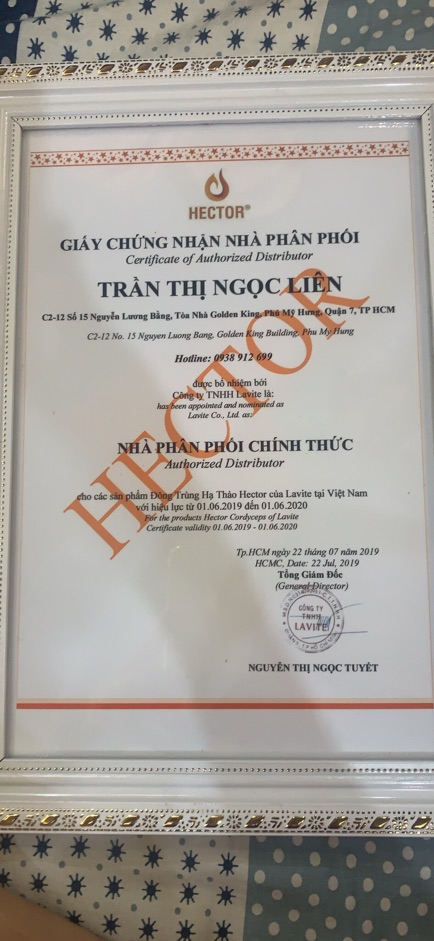 HECTOR®
GIẤY CHỨNG NHẬN NHÀ PHÂN PHỐI
Certificate of Authorized Distributor
TRẦN THỊ NGỌC LIÊN
C2-12 Số 15 Nguyễn Lương Bằng, Tòa Nhà Golden King, Phú Mỹ Hưng, Quận 7, TP HCM
C2-12 No. 15 Nguyen Luong Bang, Golden King Building, Phu My Hung
Hotline: 0938 912 699
được bổ nhiệm bởi
Công ty TNHH Lavite là:
has been appointed and nominated as
Lavite Co., Ltd. as:
NHÀ PHÂN PHỐI CHÍNH THỨC
Authorized Distributor
cho các sản phẩm Đông Trùng Hạ Thảo Hector của Lavite tại Việt Nam
với hiệu lực từ 01.06.2019 đến 01.06.2020
For the products Hector Cordyceps of Lavite
Certificate validity 01.06.2019 - 01.06.2020
HECTOR
Tp.HCM ngày 22 tháng 07 năm 2019
HCMC, Date: 22 Jul, 2019
Tổng Giám Đốc
(General Director)
CÔNG TY
TNHH
LAVITE
NGUYỄN THỊ NGỌC TUYẾT